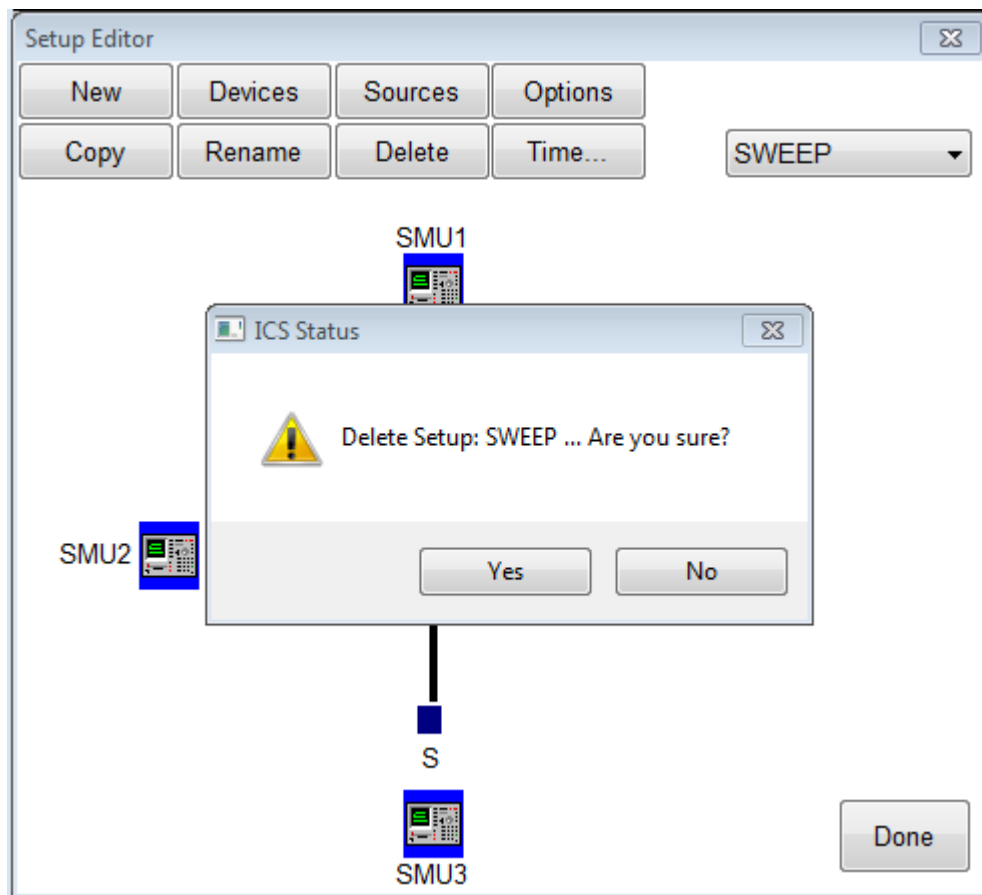 Setup Editor
New Devices Sources Options
Copy Rename Delete Time...
SWEEP
SMU1
ICS Status
Delete Setup: SWEEP ... Are you sure?
SMU2
Yes No
S
SMU3
Done